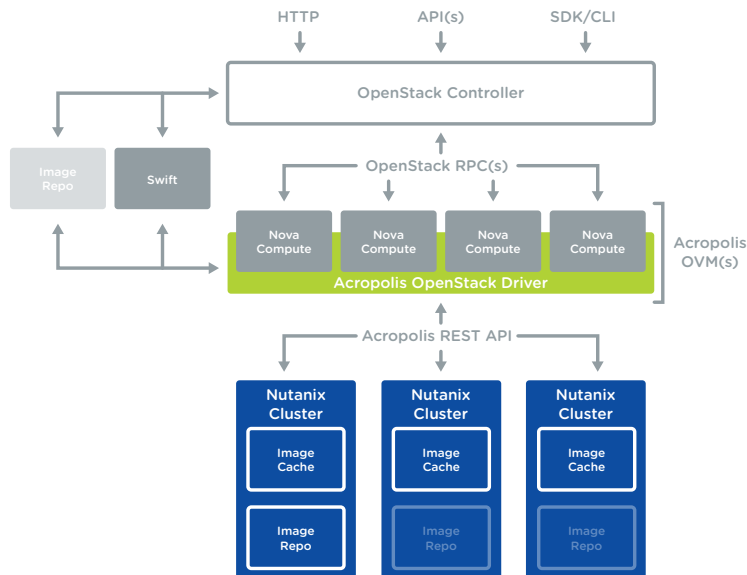 HTTP
API(s)
SDK/CLI
OpenStack Controller
Image
Repo
Swift
OpenStack RPC(s)
Nova
Compute
Nova
Compute
Nova
Compute
Nova
Compute
Acropolis OpenStack Driver
Acropolis
OVM(s)
Acropolis REST API
Nutanix
Cluster
Image
Cache
Image
Repo
Nutanix
Cluster
Image
Cache
Image
Repo
Nutanix
Cluster
Image
Cache
Image
Repo